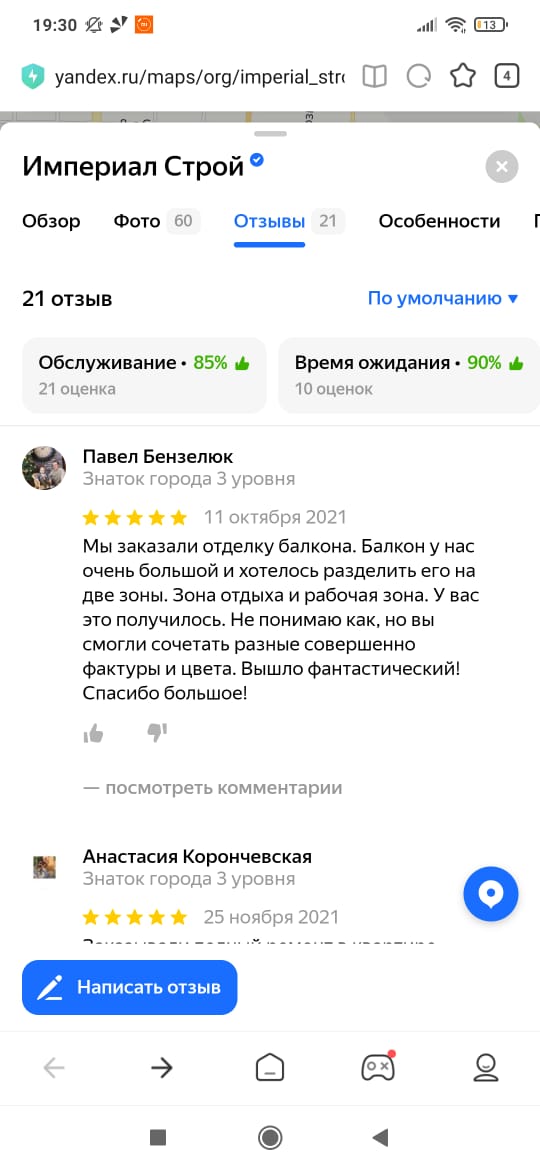 19:30
13
yandex.ru/maps/org/imperial_stro
4
Империал Строй
Обзор Фото 60 Отзывы 21 Особенности
21 отзыв По умолчанию
Обслуживание • 85% Время ожидания • 90%
21 оценка 10 оценок
Павел Бензелюк
Знаток города 3 уровня
11 октября 2021
Мы заказали отделку балкона. Балкон у нас
очень большой и хотелось разделить его на
две зоны. Зона отдыха и рабочая зона. У вас
это получилось. Не понимаю как, но вы
смогли сочетать разные совершенно
фактуры и цвета. Вышло фантастический!
Спасибо большое!
— посмотреть комментарии
Анастасия Корончевская
Знаток города 3 уровня
25 ноября 2021
Заказывали полный ремонт в квартире
Написать отзыв